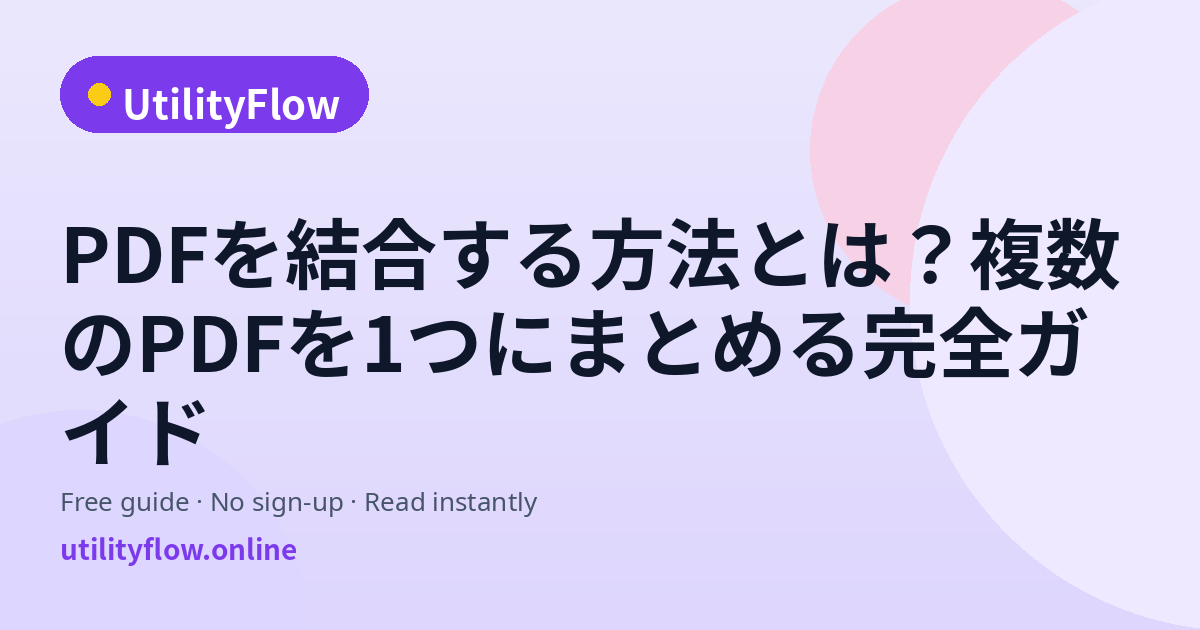 UtilityFlow
PDFを結合する方法とは？複数
のPDFを1つにまとめる完全ガ
イド
Free guide · No sign-up · Read instantly
utilityflow.online